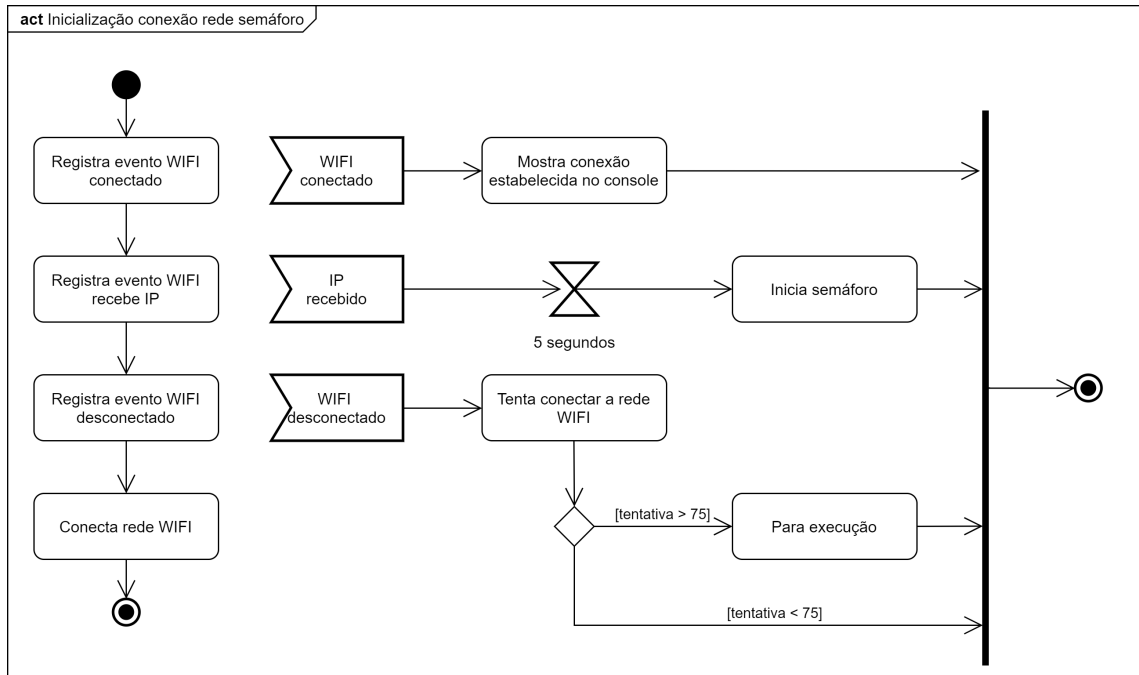 act Inicialização conexão rede semáforo
Registra evento WIFI
conectado
WIFI
conectado
Mostra conexão
estabelecida no console
Registra evento WIFI
recebe IP
IP
recebido
5 segundos
Inicia semáforo
Registra evento WIFI
desconectado
WIFI
desconectado
Tenta conectar a rede
WIFI
Conecta rede WIFI
[tentativa > 75]
Para execução
[tentativa < 75]